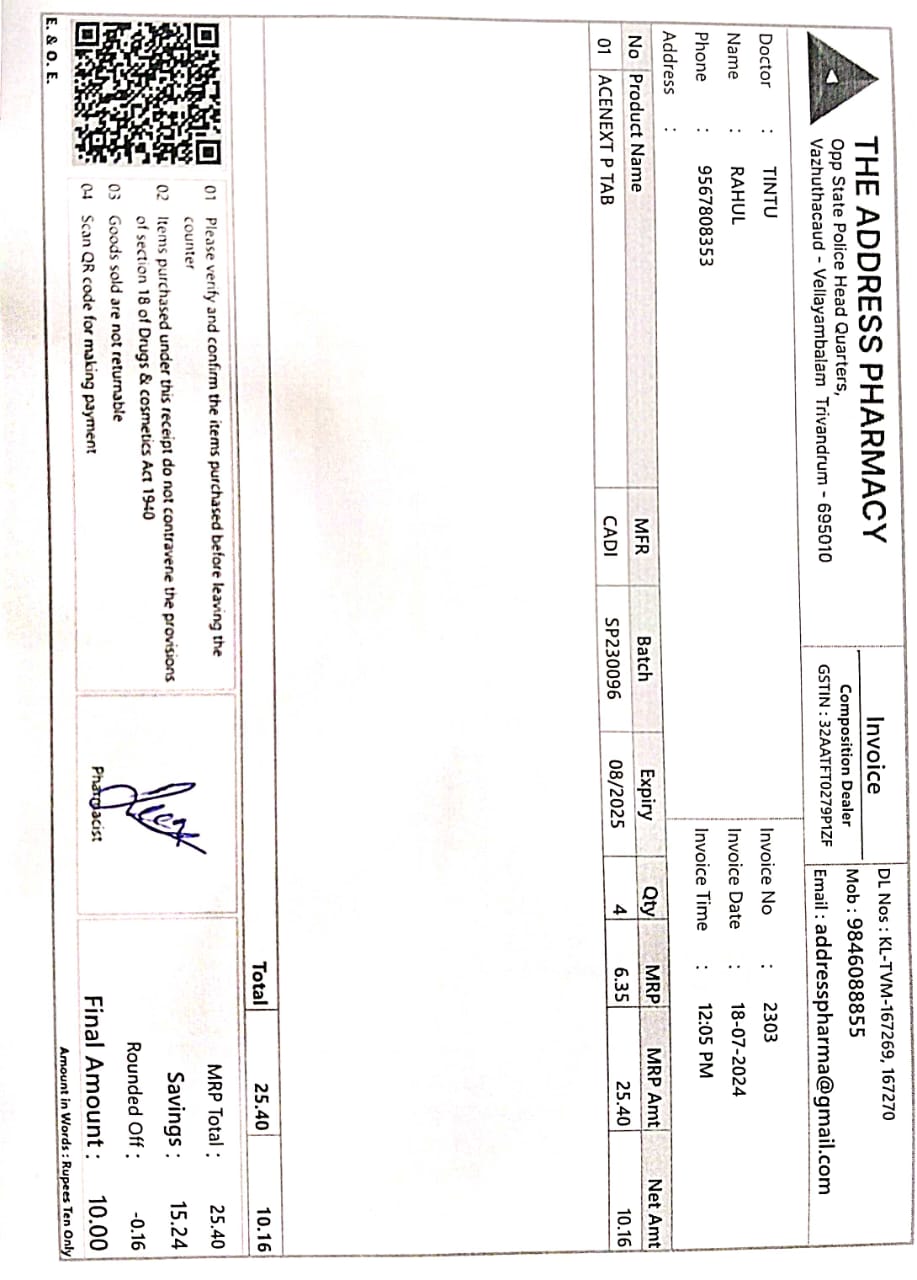 THE ADDRESS PHARMACY
Opp State Police Head Quarters,
Vazhuthacaud - Vellayambalam Trivandrum - 695010
Invoice
Composition Dealer
GSTIN : 32AATFT0279P1ZF
DL Nos : KL-TVM-167269, 167270
Mob : 9846088855
Email : addresspharma@gmail.com
Doctor : TINTU
Name : RAHUL
Phone : 9567808353
Address :
Invoice No : 2303
Invoice Date : 18-07-2024
Invoice Time : 12:05 PM
No Product Name MFR Batch Expiry Qty MRP MRP Amt Net Amt
01 ACENEXT P TAB CADI SP230096 08/2025 4 6.35 25.40 10.16
Total 25.40 10.16
01 Please verify and confirm the items purchased before leaving the
counter
02 Items purchased under this receipt do not contravene the provisions
of section 18 of Drugs & cosmetics Act 1940
03 Goods sold are not returnable
04 Scan QR code for making payment
Pharmacist
MRP Total : 25.40
Savings : 15.24
Rounded Off : -0.16
Final Amount : 10.00
Amount in Words : Rupees Ten Only
E. & O. E.